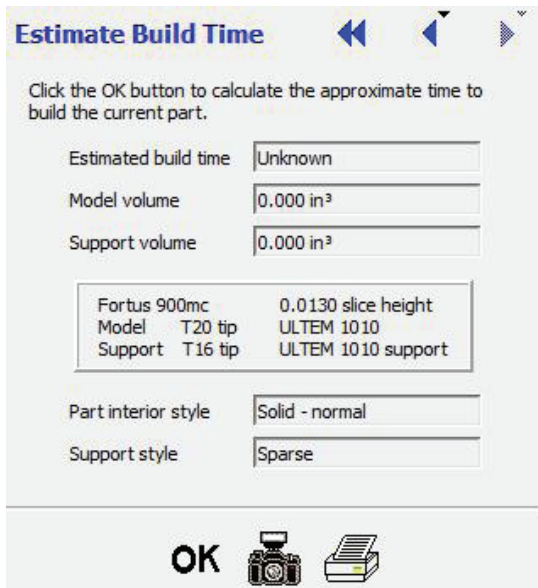 Estimate Build Time
Click the OK button to calculate the approximate time to
build the current part.
Estimated build time Unknown
Model volume 0.000 in³
Support volume 0.000 in³
Fortus 900mc 0.0130 slice height
Model T20 tip ULTEM 1010
Support T16 tip ULTEM 1010 support
Part interior style Solid - normal
Support style Sparse
OK